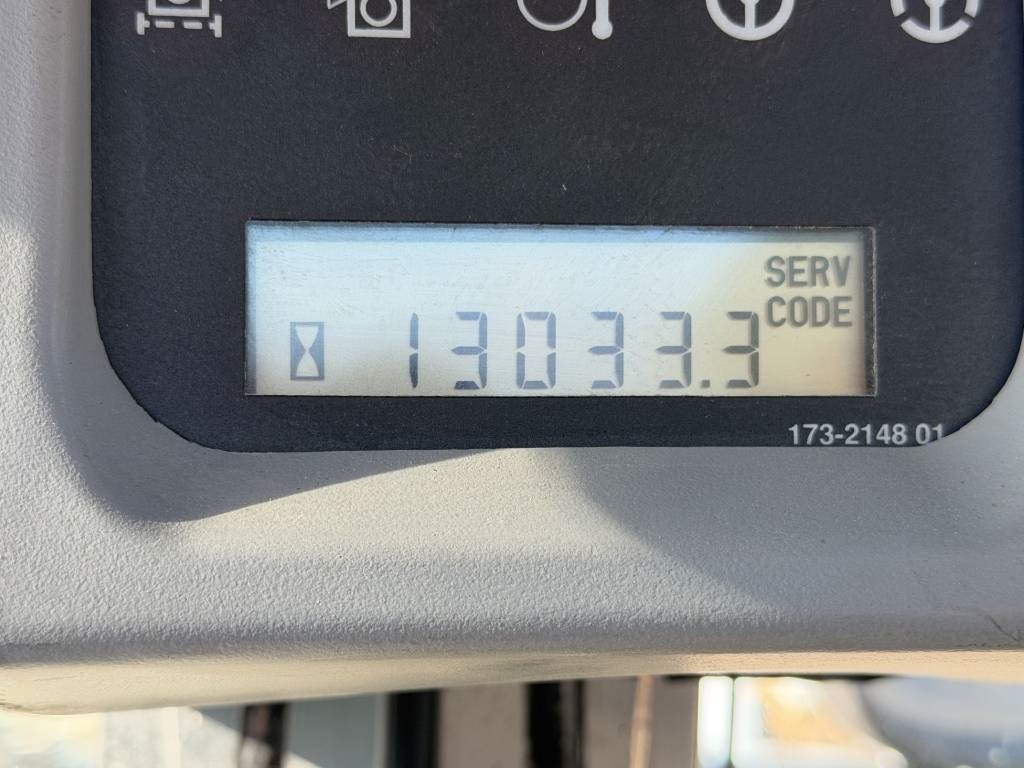 SERV
CODE
13033.3
173-2148 01